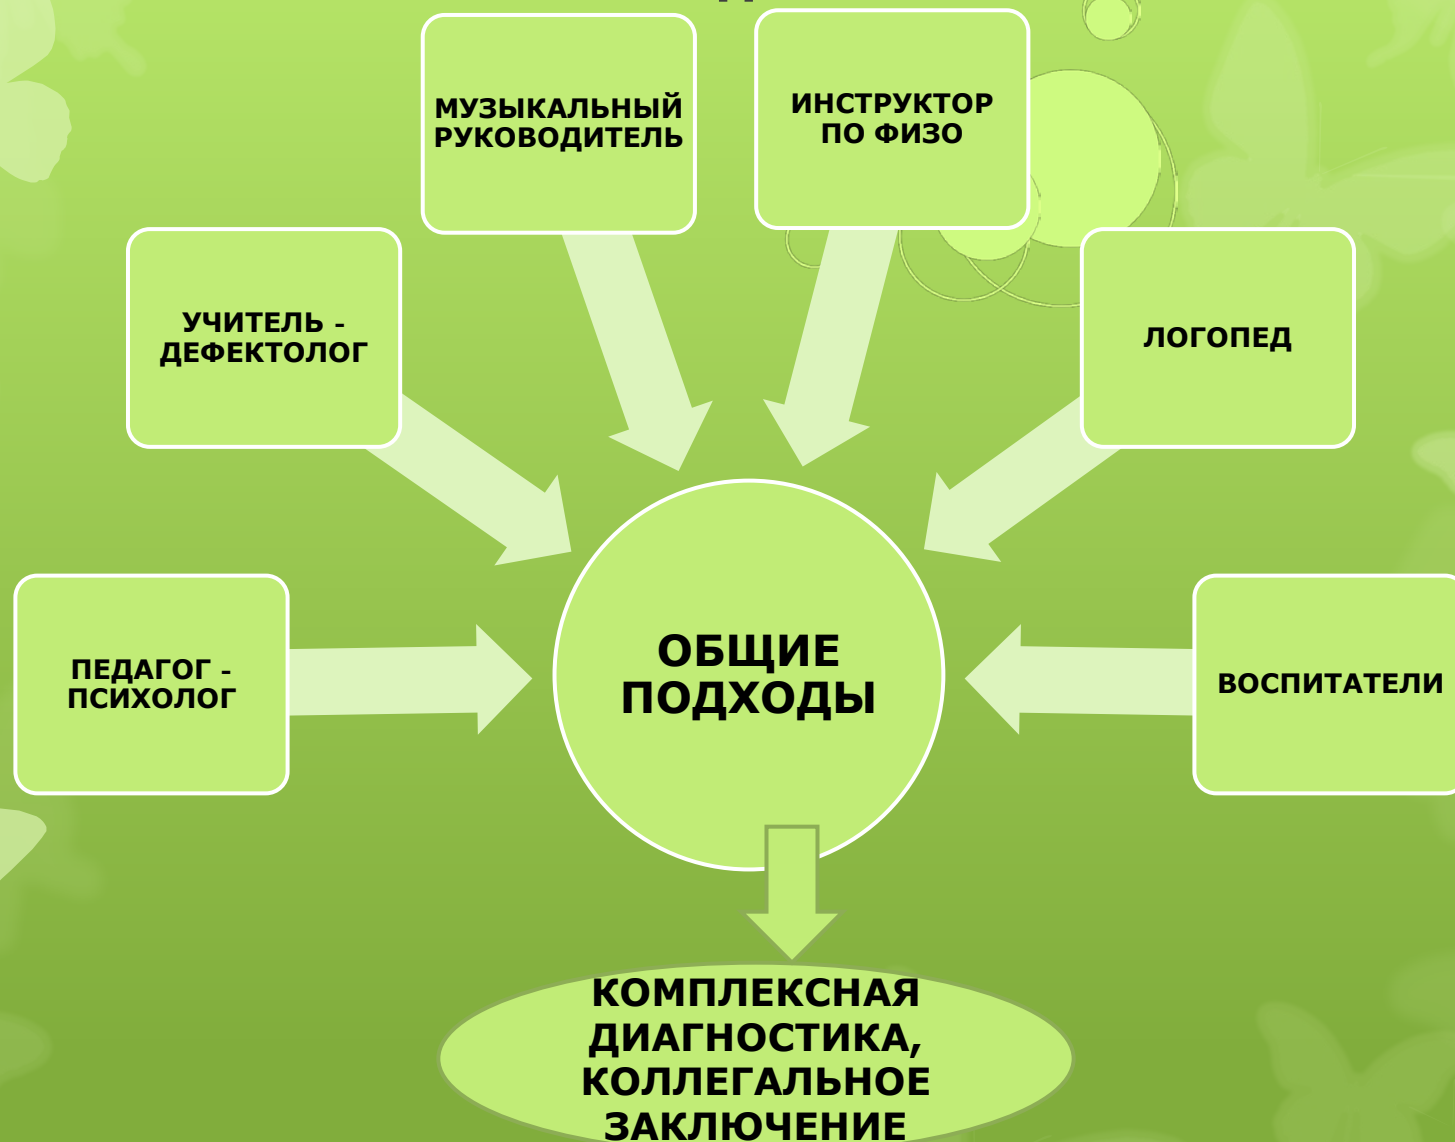 МУЗЫКАЛЬНЫЙ
РУКОВОДИТЕЛЬ
ИНСТРУКТОР
ПО ФИЗО
УЧИТЕЛЬ -
ДЕФЕКТОЛОГ
ЛОГОПЕД
ПЕДАГОГ -
ПСИХОЛОГ
ОБЩИЕ
ПОДХОДЫ
ВОСПИТАТЕЛИ
КОМПЛЕКСНАЯ
ДИАГНОСТИКА,
КОЛЛЕГАЛЬНОЕ
ЗАКЛЮЧЕНИЕ